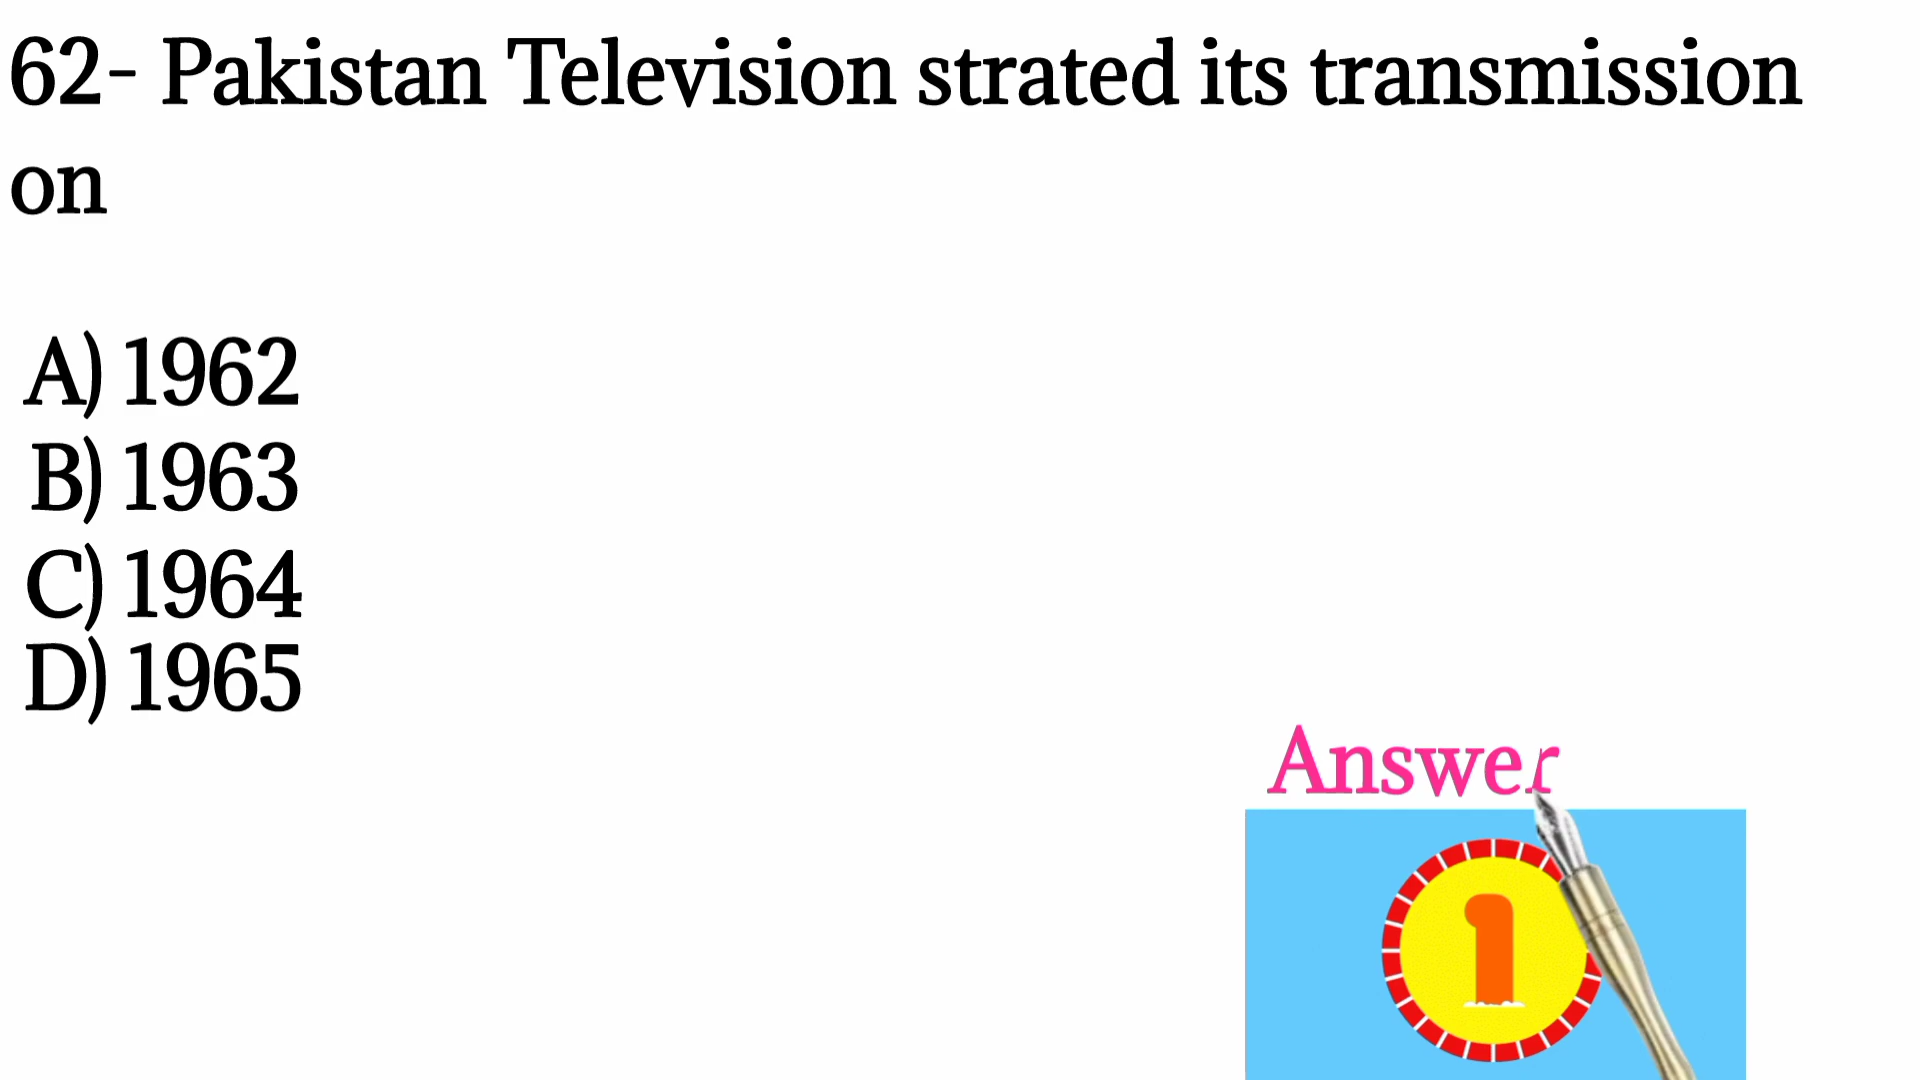 62- Pakistan Television strated its transmission
on
A) 1962
B) 1963
C) 1964
D) 1965
Answer
1